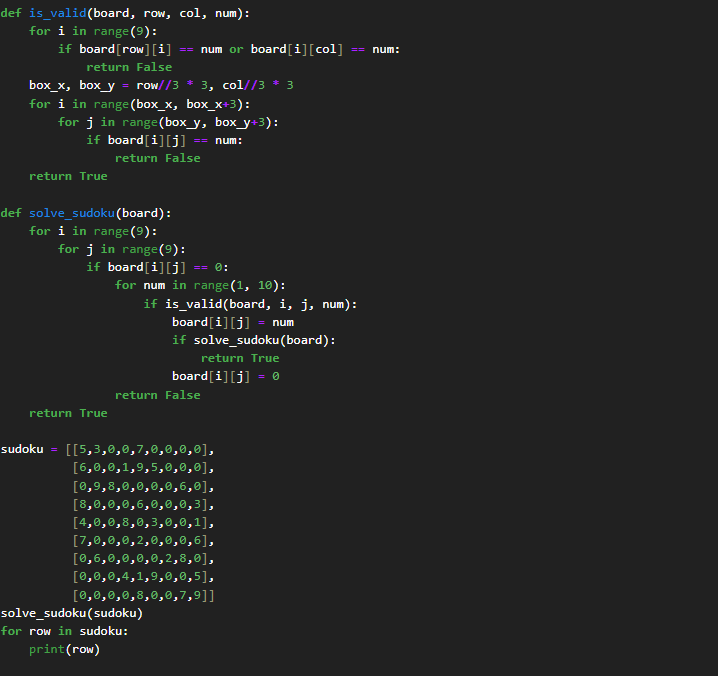 def is_valid(board, row, col, num):
    for i in range(9):
        if board[row][i] == num or board[i][col] == num:
            return False
    box_x, box_y = row//3 * 3, col//3 * 3
    for i in range(box_x, box_x+3):
        for j in range(box_y, box_y+3):
            if board[i][j] == num:
                return False
    return True

def solve_sudoku(board):
    for i in range(9):
        for j in range(9):
            if board[i][j] == 0:
                for num in range(1, 10):
                    if is_valid(board, i, j, num):
                        board[i][j] = num
                        if solve_sudoku(board):
                            return True
                        board[i][j] = 0
                return False
    return True

sudoku = [[5,3,0,0,7,0,0,0,0],
          [6,0,0,1,9,5,0,0,0],
          [0,9,8,0,0,0,0,6,0],
          [8,0,0,0,6,0,0,0,3],
          [4,0,0,8,0,3,0,0,1],
          [7,0,0,0,2,0,0,0,6],
          [0,6,0,0,0,0,2,8,0],
          [0,0,0,4,1,9,0,0,5],
          [0,0,0,0,8,0,0,7,9]]
solve_sudoku(sudoku)
for row in sudoku:
    print(row)